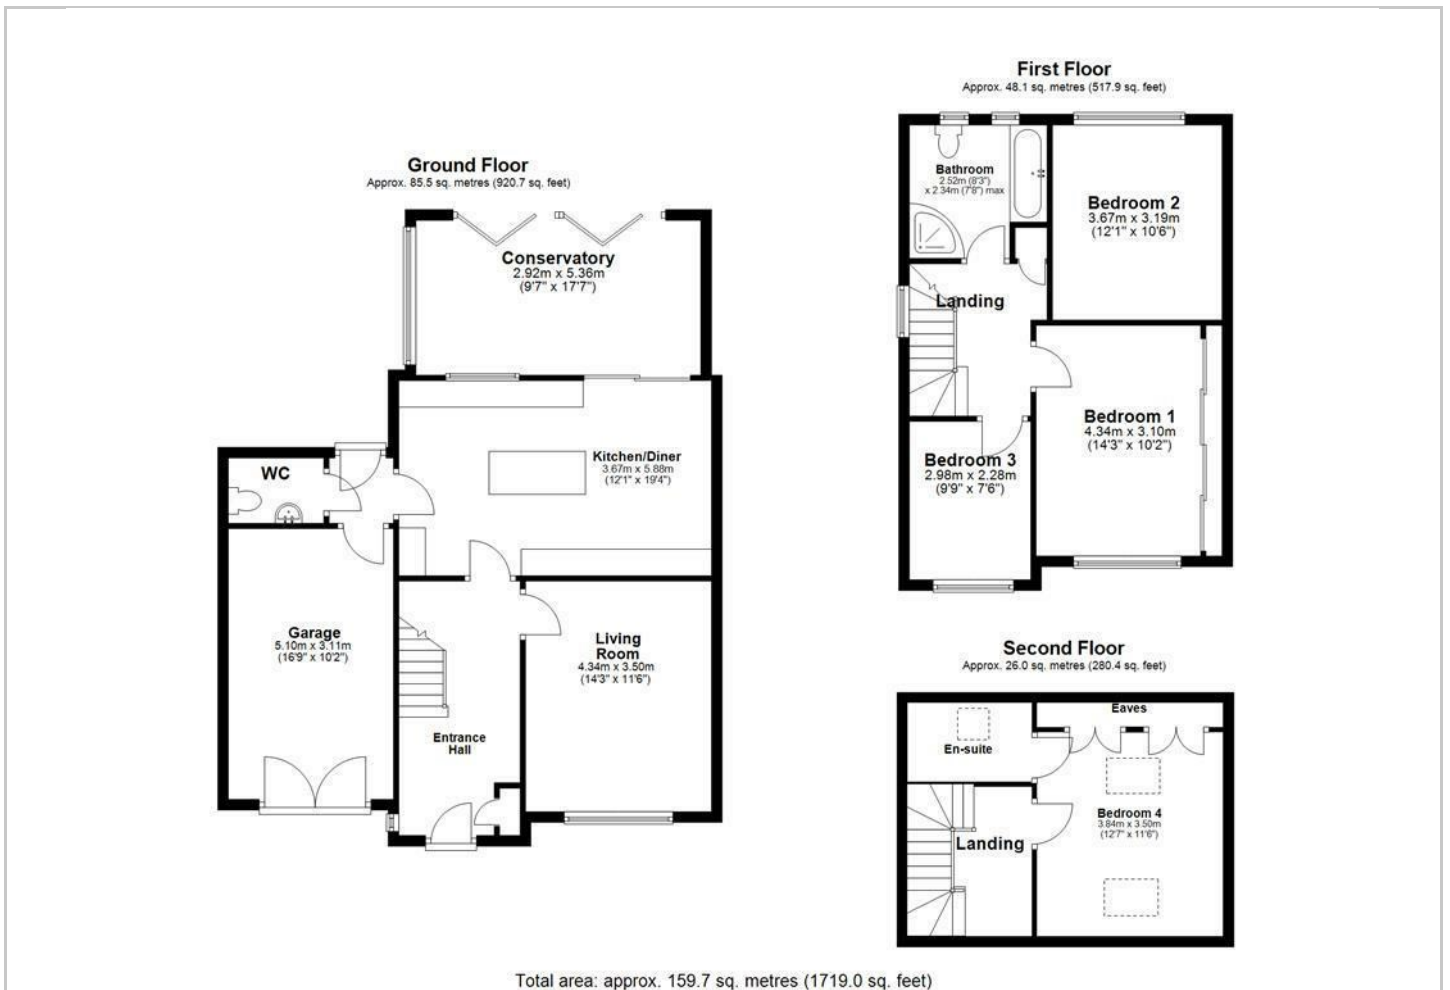 Ground Floor
Approx. 85.5 sq. metres (920.7 sq. feet)
Conservatory
2.92m x 5.36m
(9'7" x 17'7")
Kitchen/Diner
3.67m x 5.88m
(12'1" x 19'4")
WC
Garage
5.10m x 3.11m
(16'9" x 10'2")
Living
Room
4.34m x 3.50m
(14'3" x 11'6")
Entrance
Hall
First Floor
Approx. 48.1 sq. metres (517.9 sq. feet)
Bathroom
2.52m (8'3")
x 2.34m (7'8") max
Bedroom 2
3.67m x 3.19m
(12'1" x 10'6")
Landing
Bedroom 1
4.34m x 3.10m
(14'3" x 10'2")
Bedroom 3
2.98m x 2.28m
(9'9" x 7'6")
Second Floor
Approx. 26.0 sq. metres (280.4 sq. feet)
Eaves
En-suite
Bedroom 4
3.84m x 3.50m
(12'7" x 11'6")
Landing
Total area: approx. 159.7 sq. metres (1719.0 sq. feet)